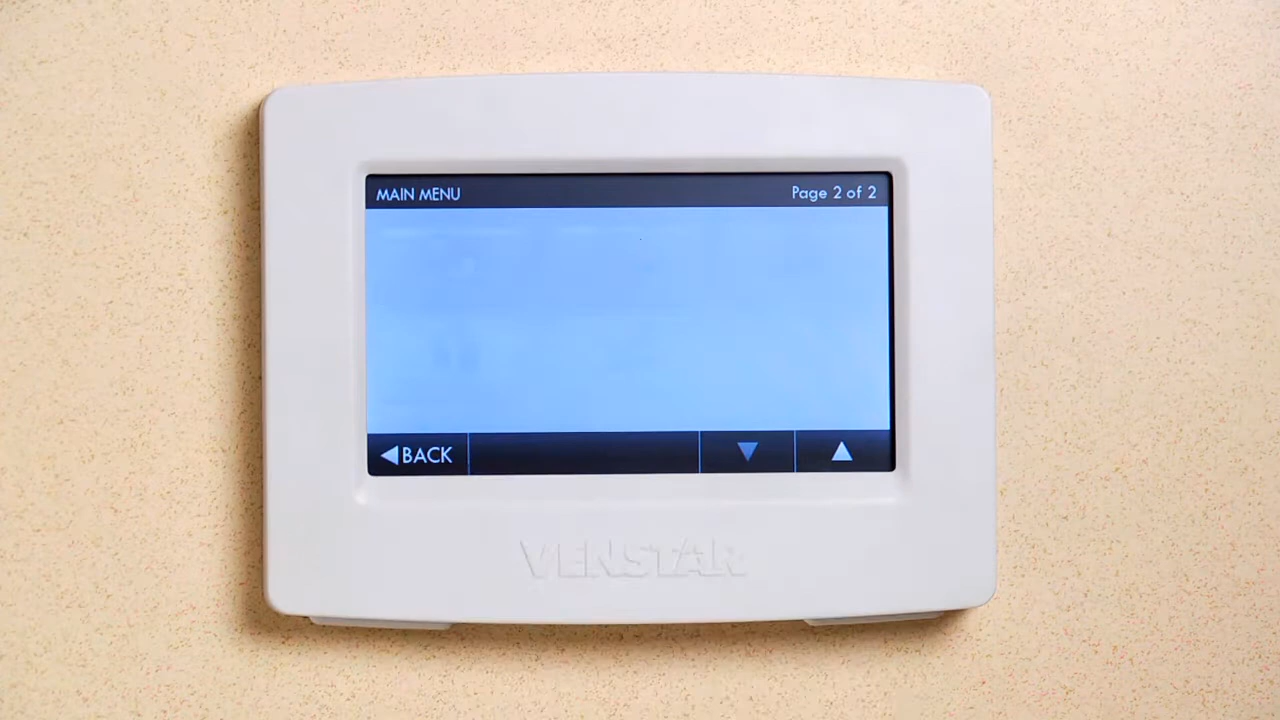 MAIN MENU Page 2 of 2
◀BACK ▼ ▲
VENSTAR